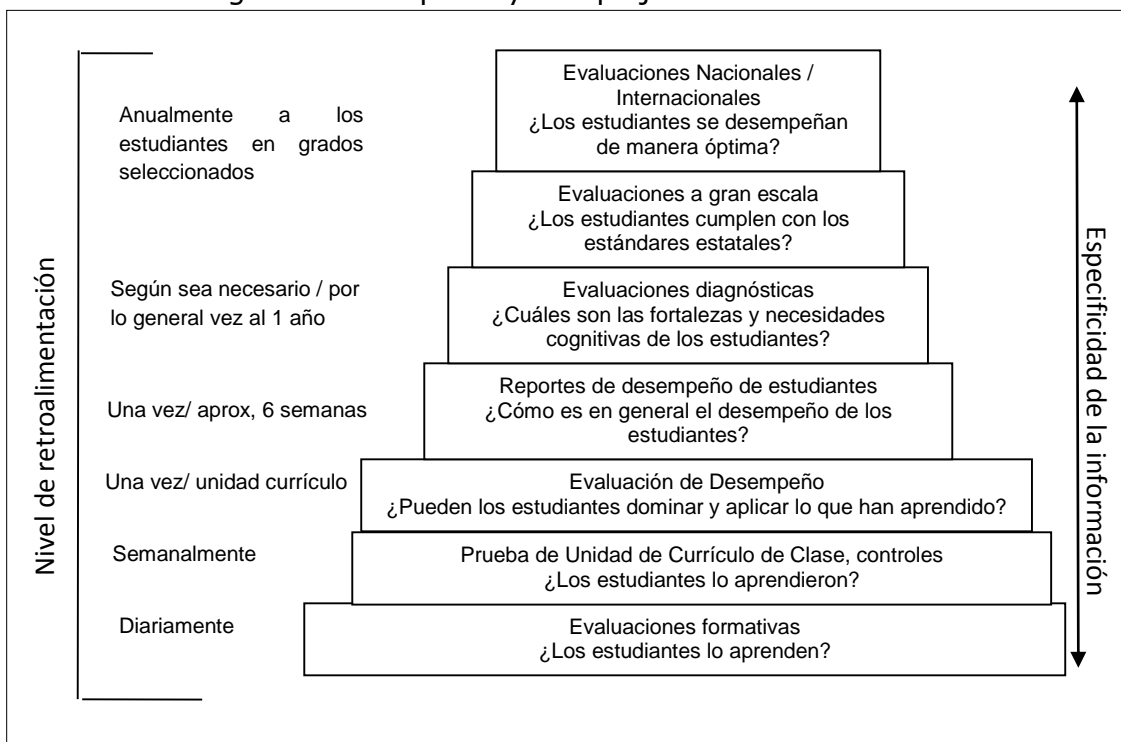 Evaluaciones Nacionales /
Internacionales
¿Los estudiantes se desempeñan
de manera óptima?
Anualmente a los
estudiantes en grados
seleccionados
Evaluaciones a gran escala
¿Los estudiantes cumplen con los
estándares estatales?
Según sea necesario / por
lo general vez al 1 año
Evaluaciones diagnósticas
¿Cuáles son las fortalezas y necesidades
cognitivas de los estudiantes?
Una vez/ aprox, 6 semanas
Reportes de desempeño de estudiantes
¿Cómo es en general el desempeño de los
estudiantes?
Una vez/ unidad currículo
Evaluación de Desempeño
¿Pueden los estudiantes dominar y aplicar lo que han aprendido?
Semanalmente
Prueba de Unidad de Currículo de Clase, controles
¿Los estudiantes lo aprendieron?
Diariamente
Evaluaciones formativas
¿Los estudiantes lo aprenden?
Nivel de retroalimentación
Especificidad de la información